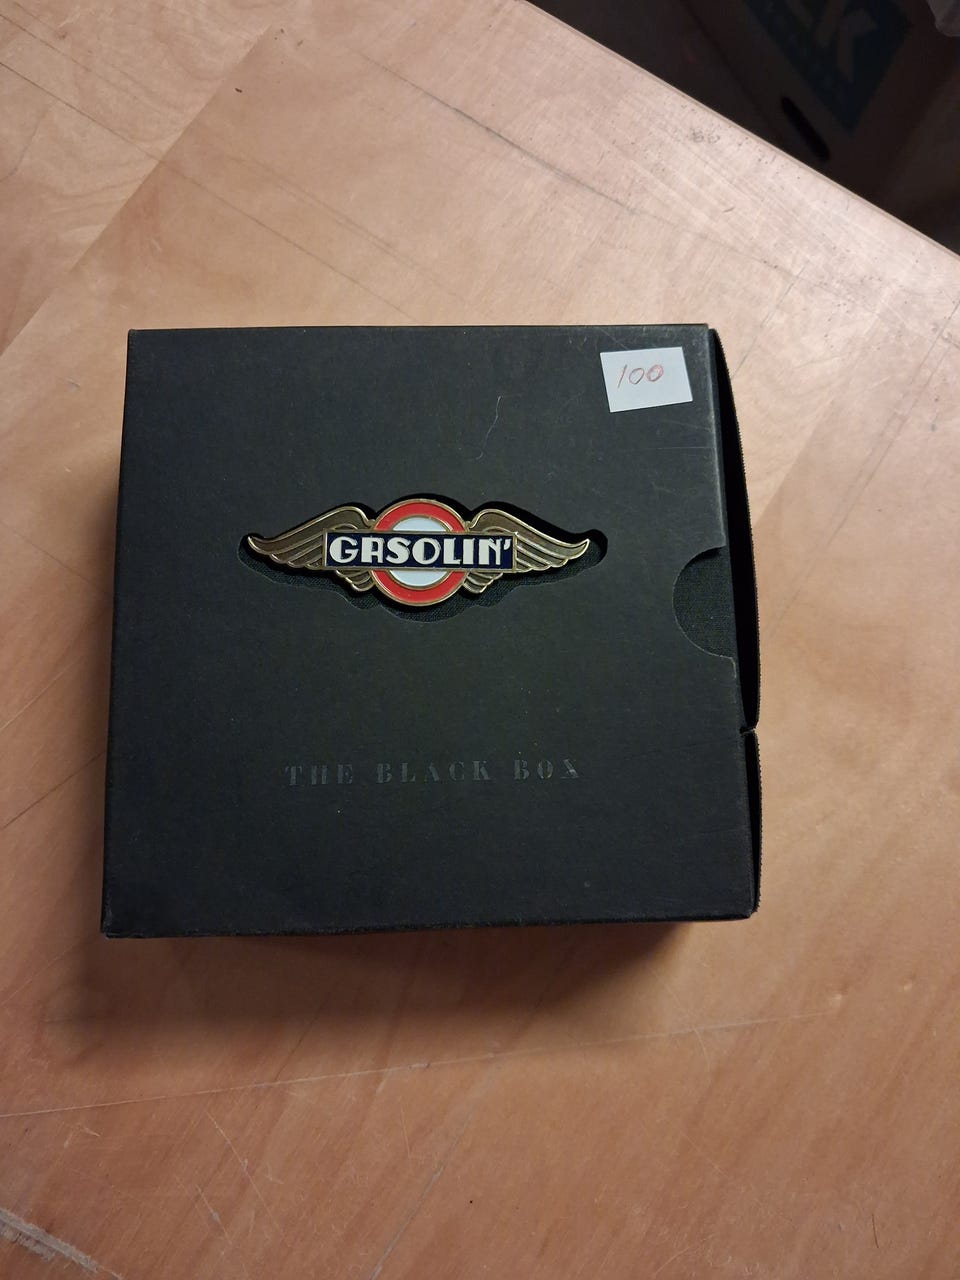 100
GASOLIN'
THE BLACK BOX